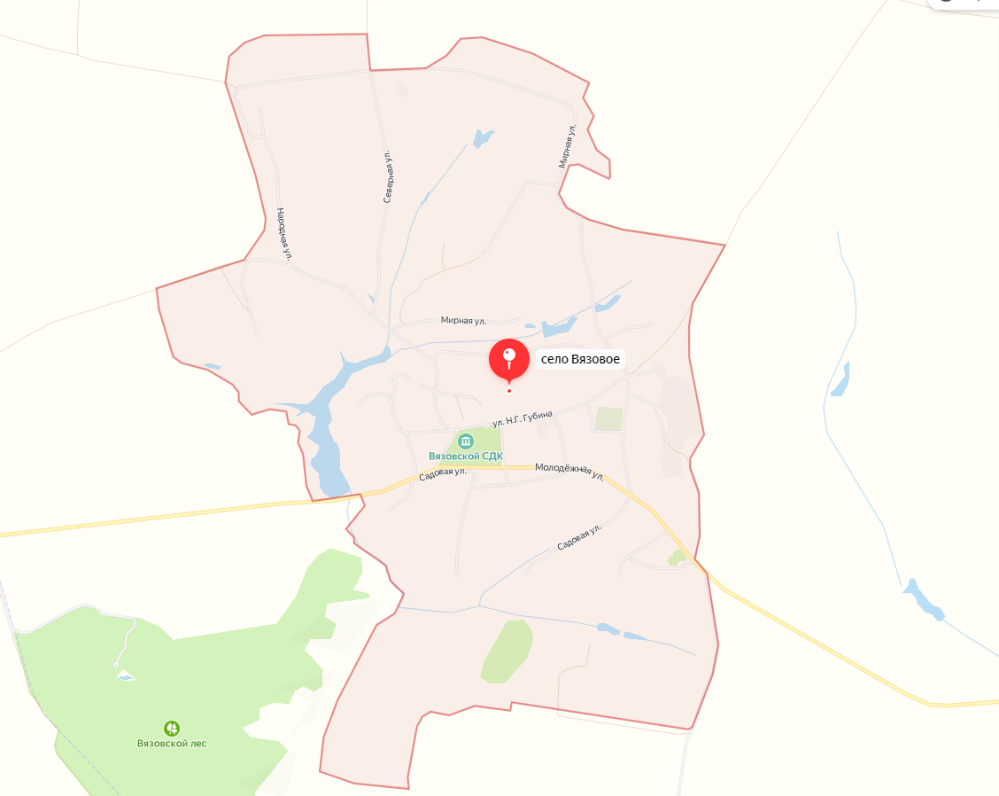 Мирная ул.
Северная ул.
Народная ул.
Мирная ул.
село Вязовое
ул. Н.Г. Губина
Вязовской СДК
Молодёжная ул.
Садовая ул.
Садовая ул.
Вязовской лес